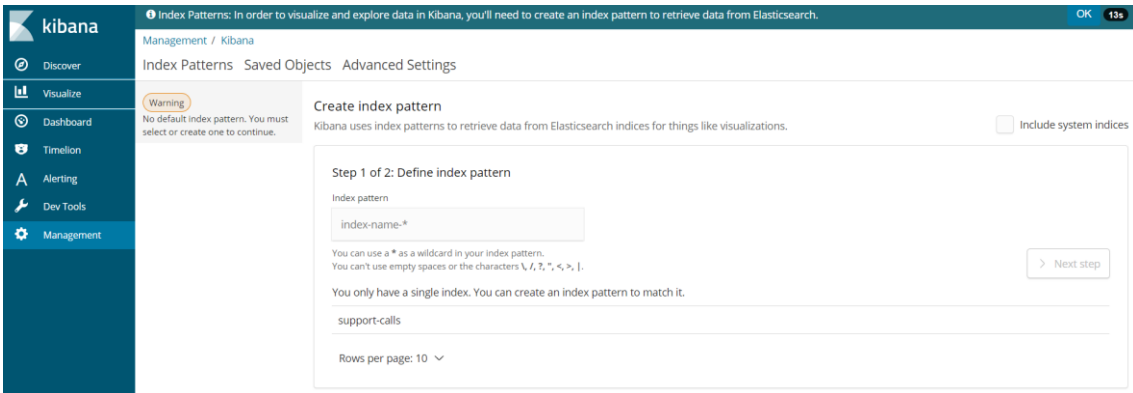 kibana
Discover
Visualize
Dashboard
Timelion
Alerting
Dev Tools
Management
Index Patterns: In order to visualize and explore data in Kibana, you'll need to create an index pattern to retrieve data from Elasticsearch.
OK 13s
Management / Kibana
Index Patterns Saved Objects Advanced Settings
Warning
No default index pattern. You must
select or create one to continue.
Create index pattern
Kibana uses index patterns to retrieve data from Elasticsearch indices for things like visualizations.
Include system indices
Step 1 of 2: Define index pattern
Index pattern
index-name-*
You can use a * as a wildcard in your index pattern.
You can't use empty spaces or the characters \, /, ?, ", <, >, |.
Next step
You only have a single index. You can create an index pattern to match it.
support-calls
Rows per page: 10